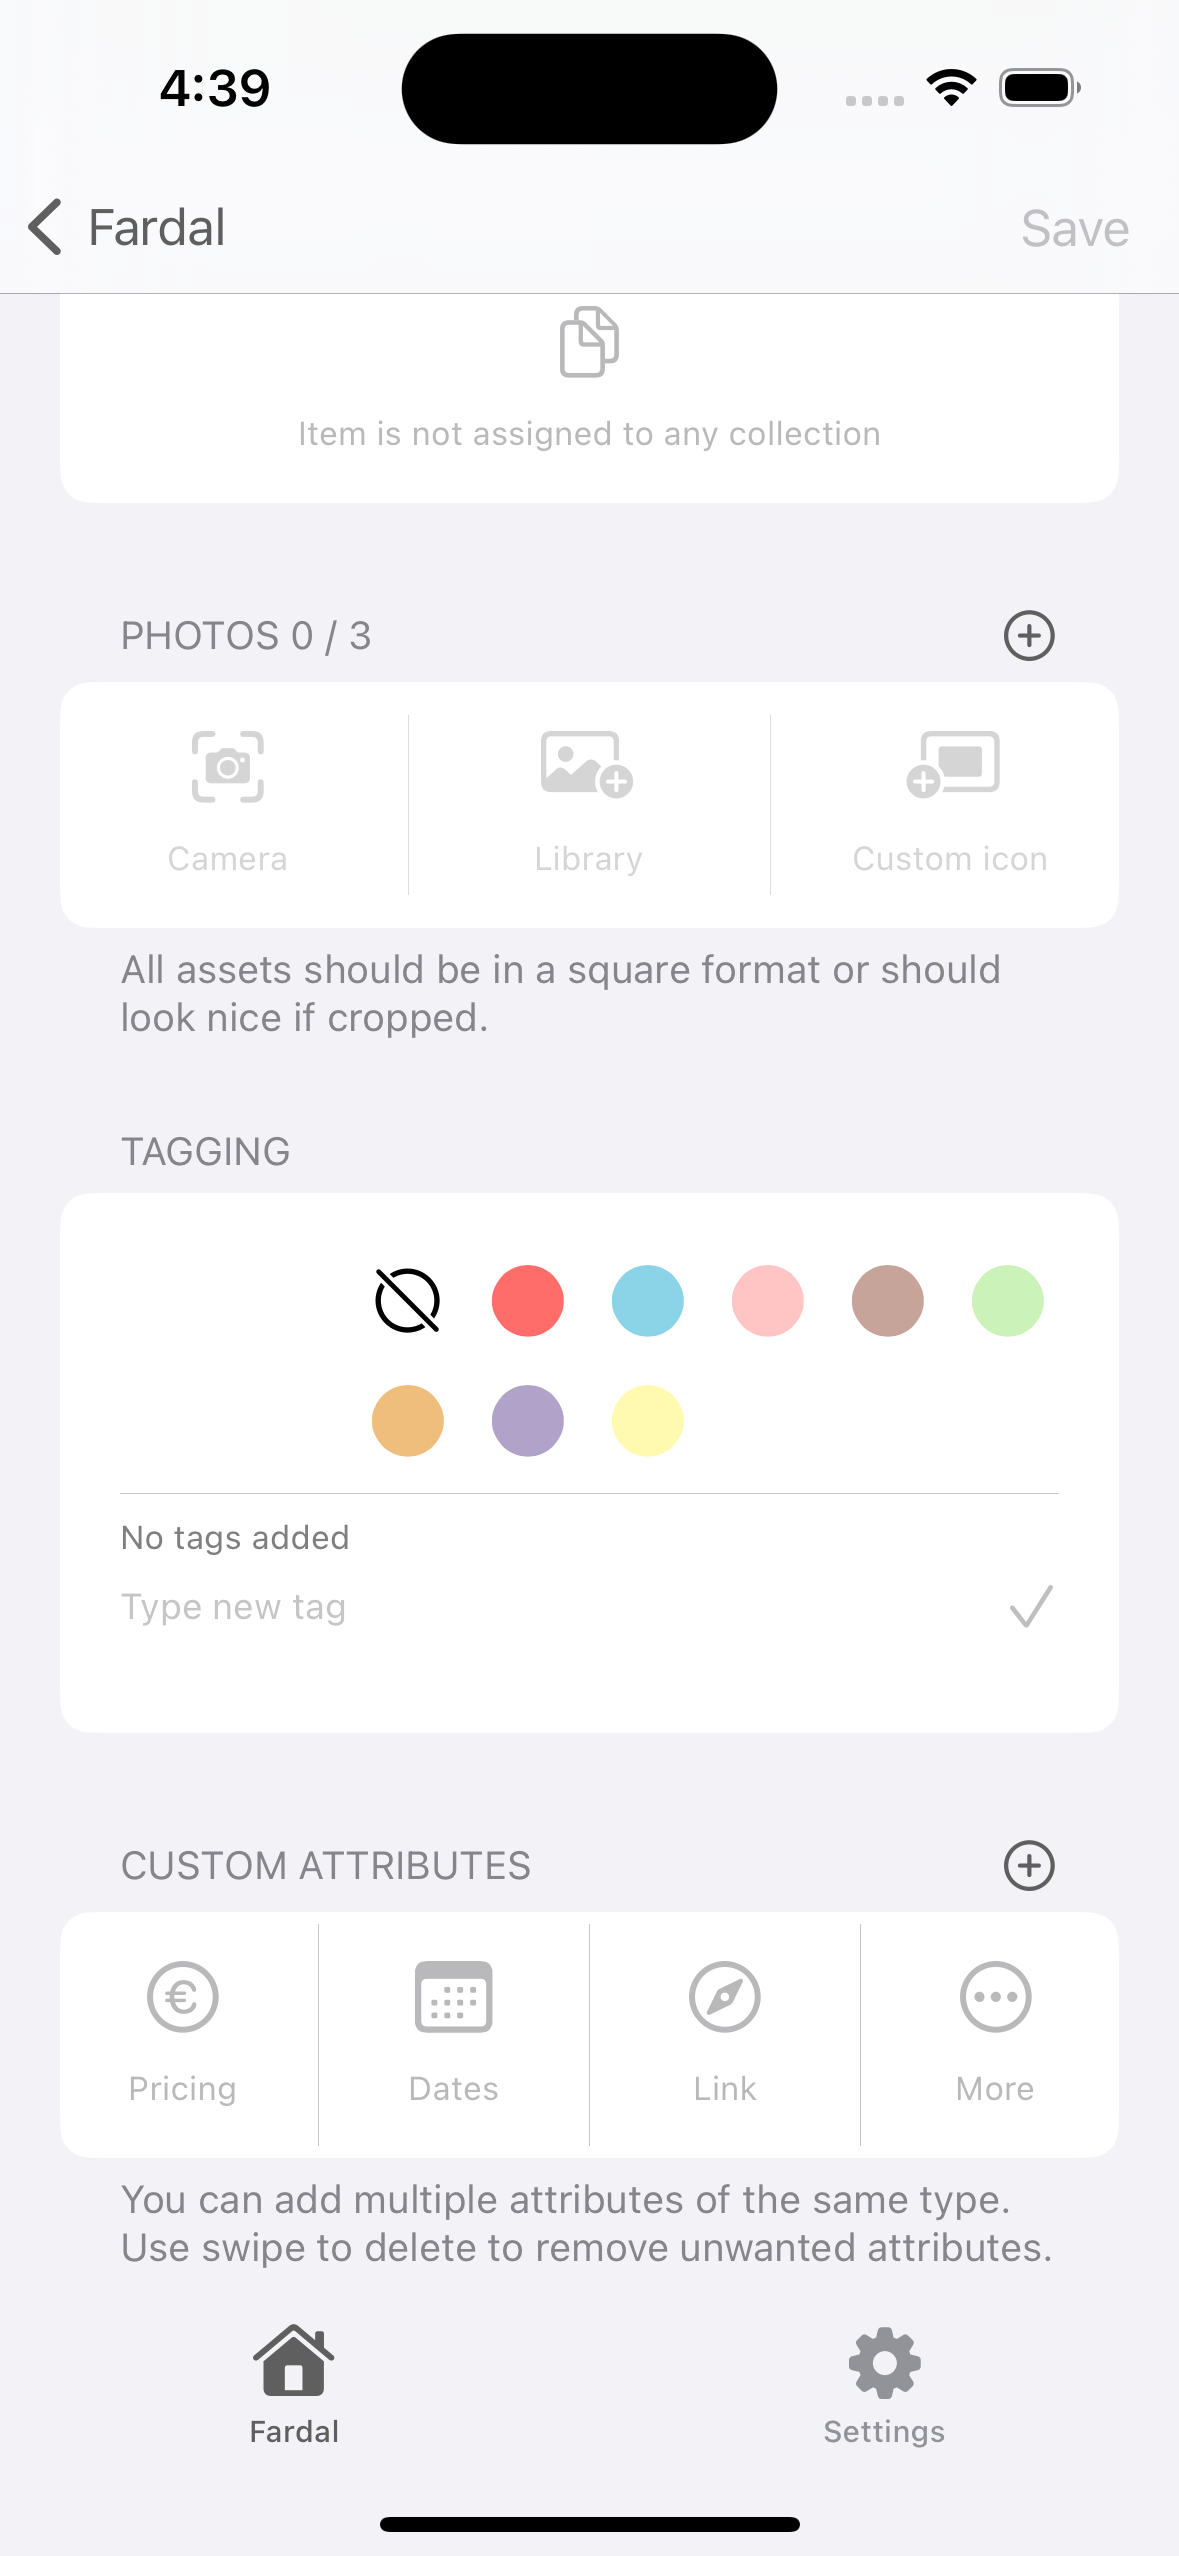 4:39
Fardal
Save
Item is not assigned to any collection
PHOTOS 0 / 3
Camera
Library
Custom icon
All assets should be in a square format or should
look nice if cropped.
TAGGING
No tags added
Type new tag
CUSTOM ATTRIBUTES
€
Pricing
Dates
Link
More
You can add multiple attributes of the same type.
Use swipe to delete to remove unwanted attributes.
Fardal
Settings